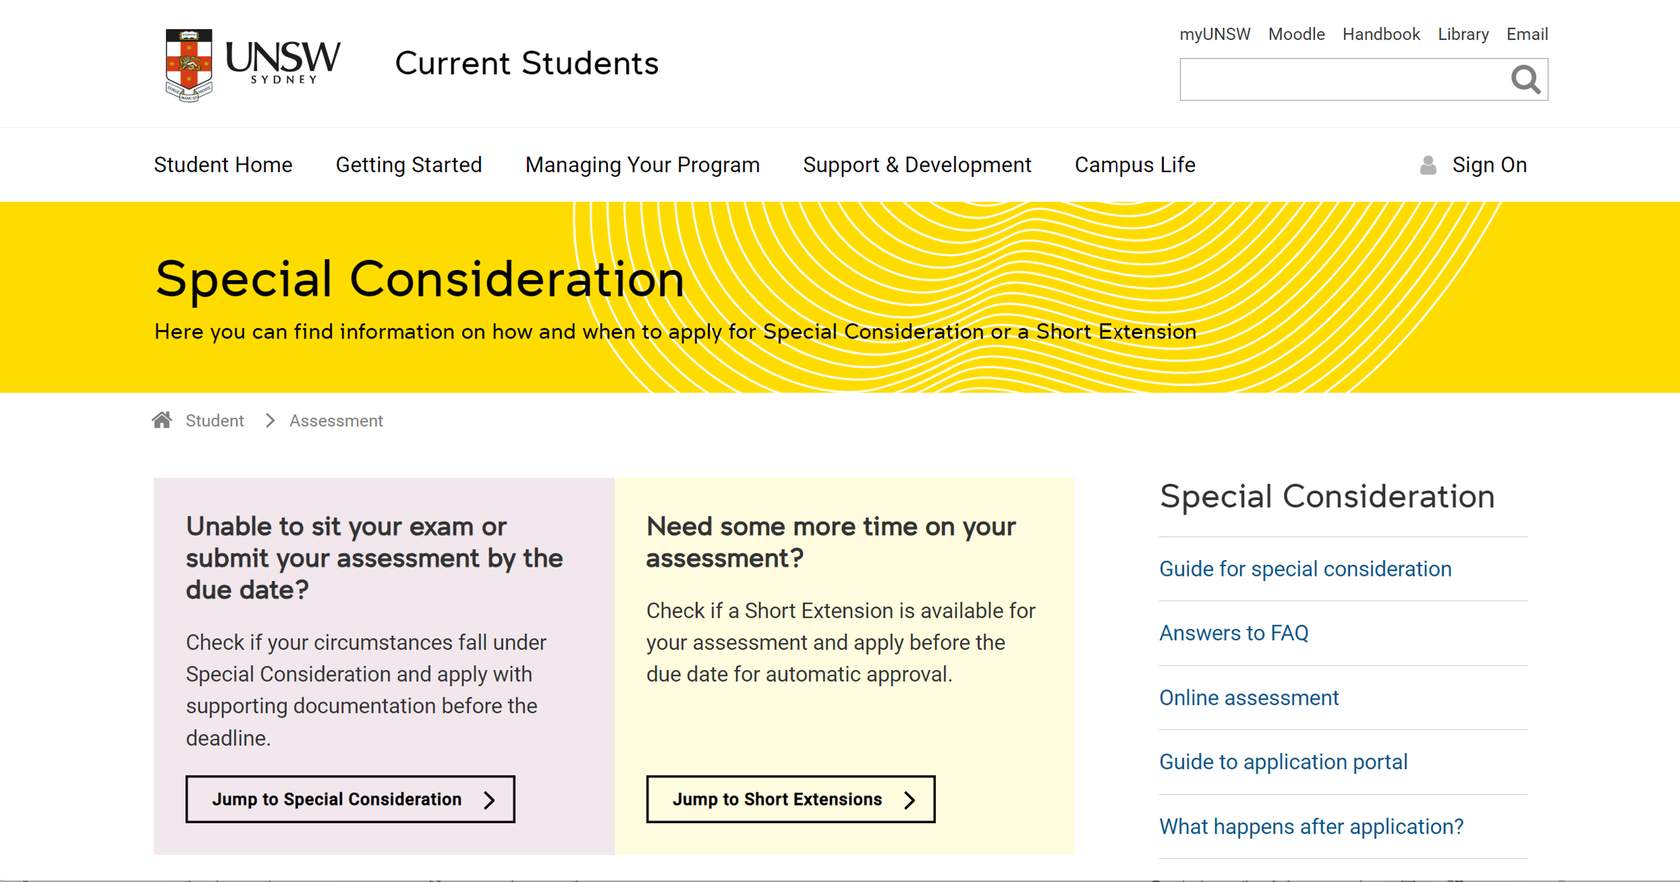 UNSW
SYDNEY
Current Students
myUNSW Moodle Handbook Library Email
Student Home Getting Started Managing Your Program Support & Development Campus Life Sign On
Special Consideration
Here you can find information on how and when to apply for Special Consideration or a Short Extension
Student Assessment
Unable to sit your exam or
submit your assessment by the
due date?
Check if your circumstances fall under
Special Consideration and apply with
supporting documentation before the
deadline.
Jump to Special Consideration
Need some more time on your
assessment?
Check if a Short Extension is available for
your assessment and apply before the
due date for automatic approval.
Jump to Short Extensions
Special Consideration
Guide for special consideration
Answers to FAQ
Online assessment
Guide to application portal
What happens after application?